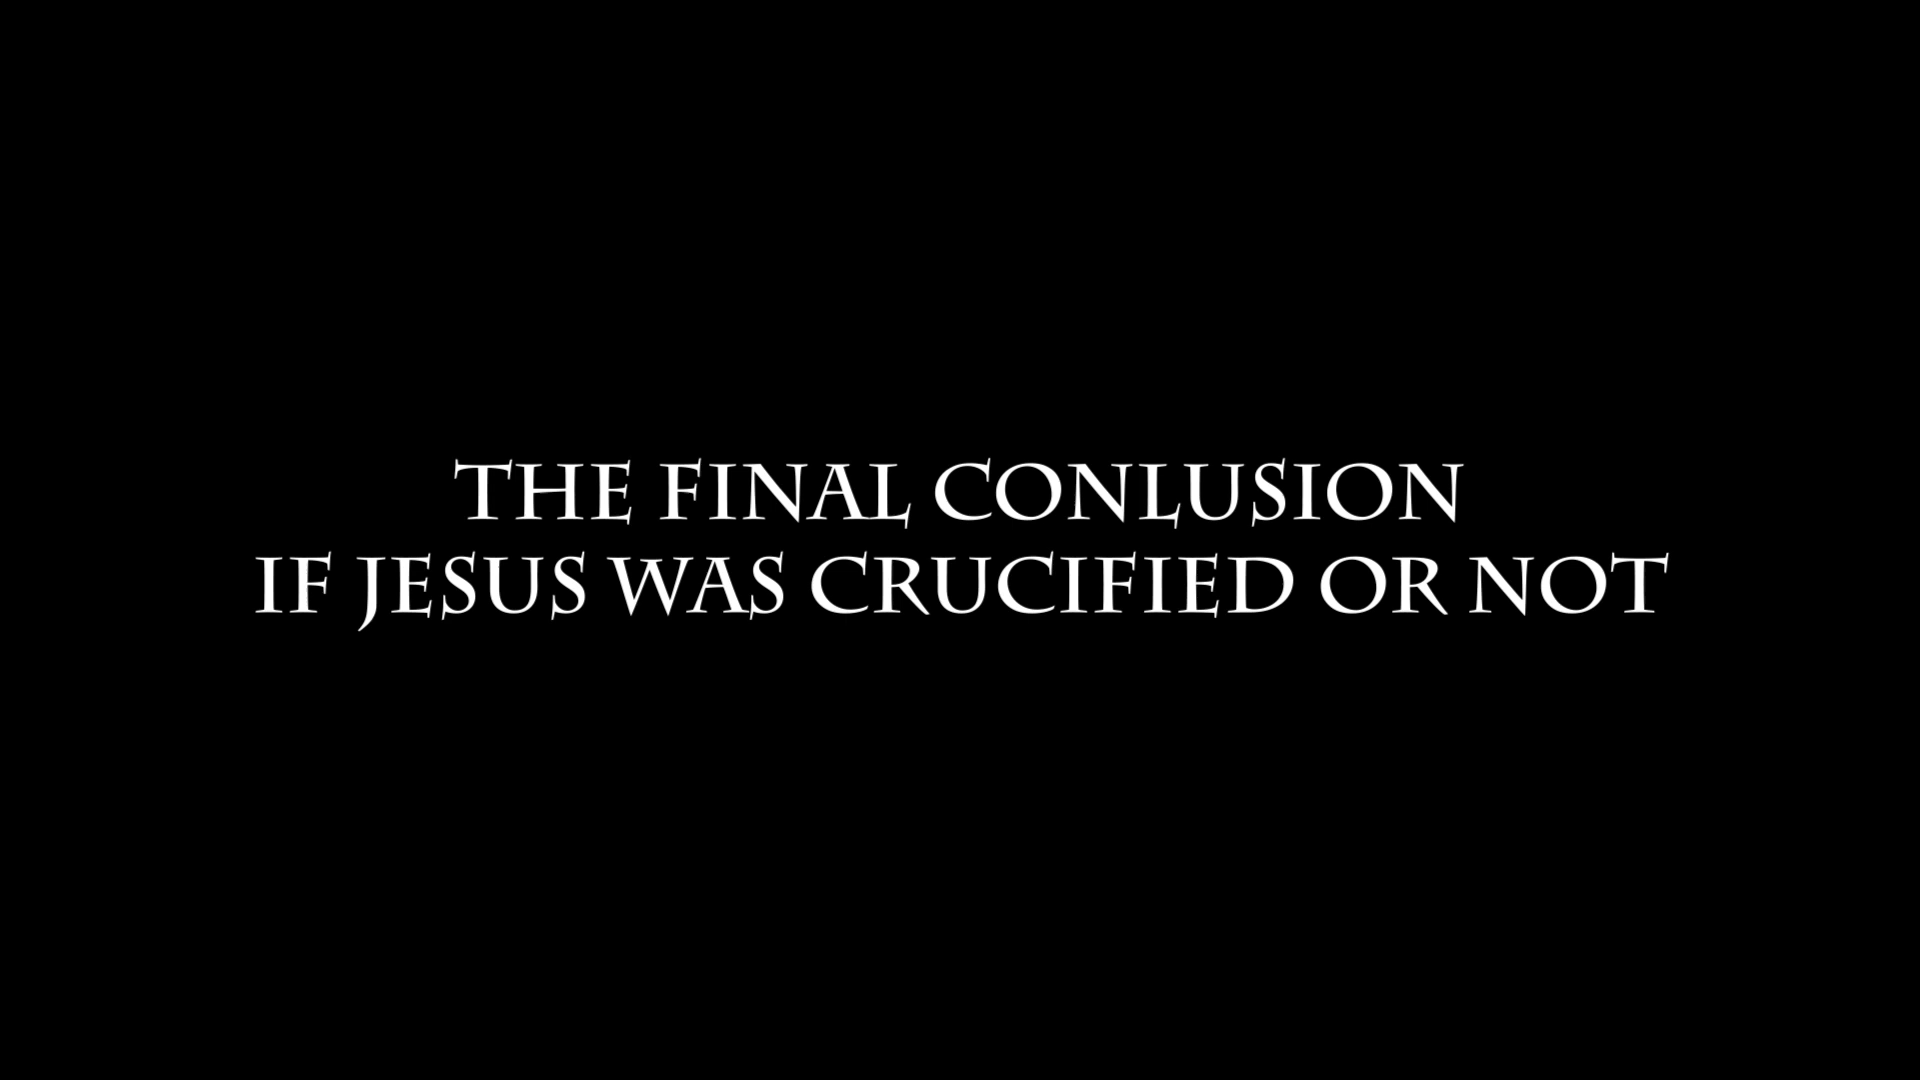 THE FINAL CONLUSION
IF JESUS WAS CRUCIFIED OR NOT